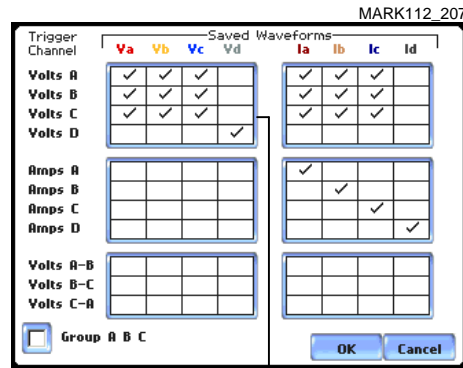 MARK112_207
Trigger Channel
Saved Waveforms
Va Vb Vc Vd Ia Ib Ic Id
Volts A
Volts B
Volts C
Volts D
Amps A
Amps B
Amps C
Amps D
Volts A-B
Volts B-C
Volts C-A
Group A B C
OK Cancel